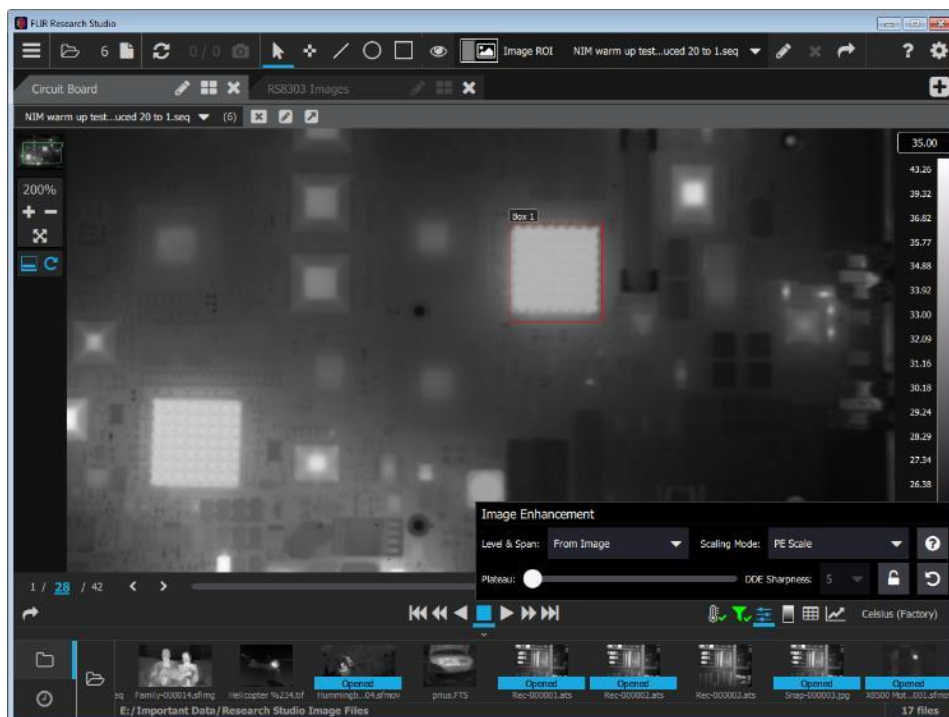 FLIR Research Studio
6
0 / 0
Image ROI
NIM warm up test...uced 20 to 1.seq
?
Circuit Board
RS8303 Images
NIM warm up test...uced 20 to 1.seq
(6)
200%
Box 1
35.00
43.26
39.32
36.82
35.77
34.88
33.92
33.00
32.09
31.16
30.18
29.24
28.29
27.34
26.38
Image Enhancement
Level & Span: From Image
Scaling Mode: PE Scale
?
Plateau:
DDE Sharpness: 5
1 / 28 / 42
Celsius (Factory)
Opened
Opened
Opened
Opened
Opened
Family-000014.sfimg
Helicopter %234.tif
Hummingb...04.sfmov
prius.FTS
Rec-000001.ats
Rec-000002.ats
Rec-000003.ats
Snap-000003.jpg
X8500 Mot...001.sfmov
E:/Important Data/Research Studio Image Files
17 files